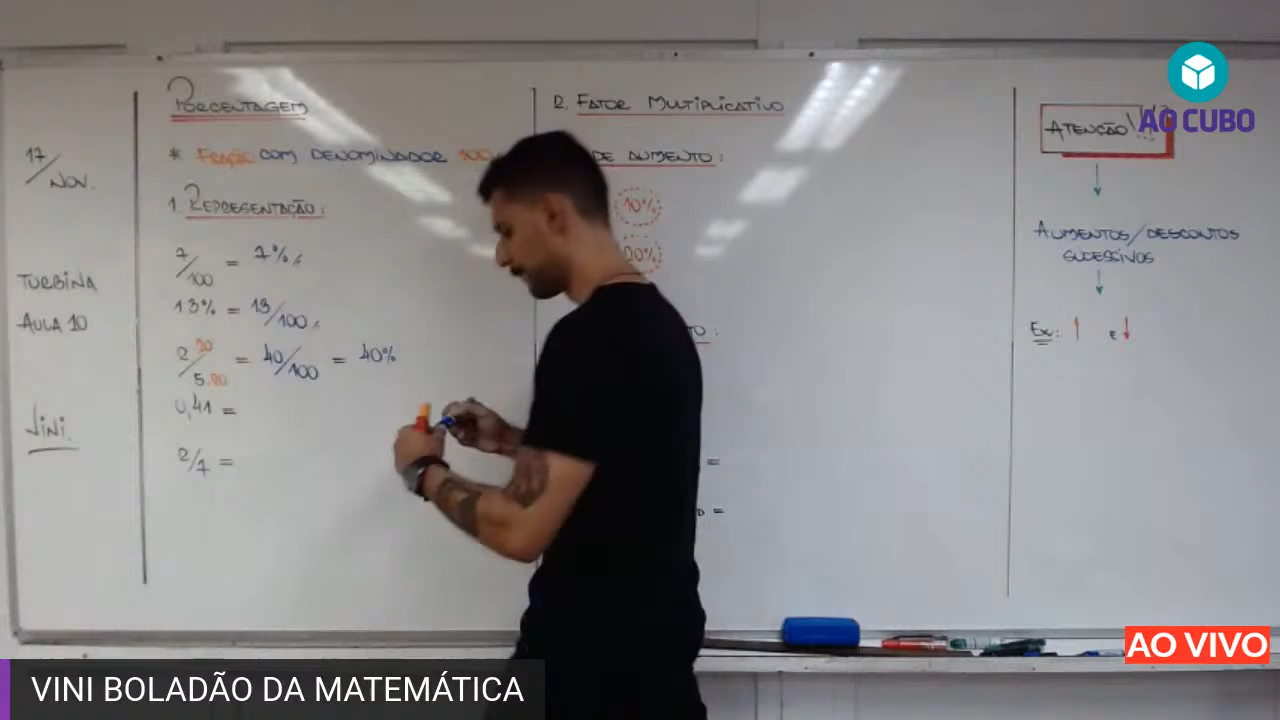 17/NOV.
TURBINA
AULA 10
VINI.
PORCENTAGEM
* FRAÇÃO COM DENOMINADOR 100
1. REPRESENTAÇÃO:
7/100 = 7%
13% = 13/100
2.20/5.20 = 40/100 = 40%
0,41 =
2/7 =
2. FATOR MULTIPLICATIVO
DE AUMENTO:
10%
=
=
ATENÇÃO!!!
AUMENTOS/DESCONTOS
SUCESSIVOS
Ex: ↑ e ↓
AO CUBO
AO VIVO
VINI BOLADÃO DA MATEMÁTICA